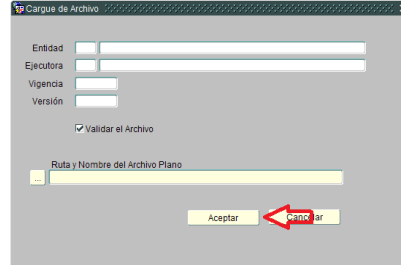 Cargue de Archivo
Entidad
Ejecutora
Vigencia
Versión
Validar el Archivo
Ruta y Nombre del Archivo Plano
...
Aceptar
Cancelar